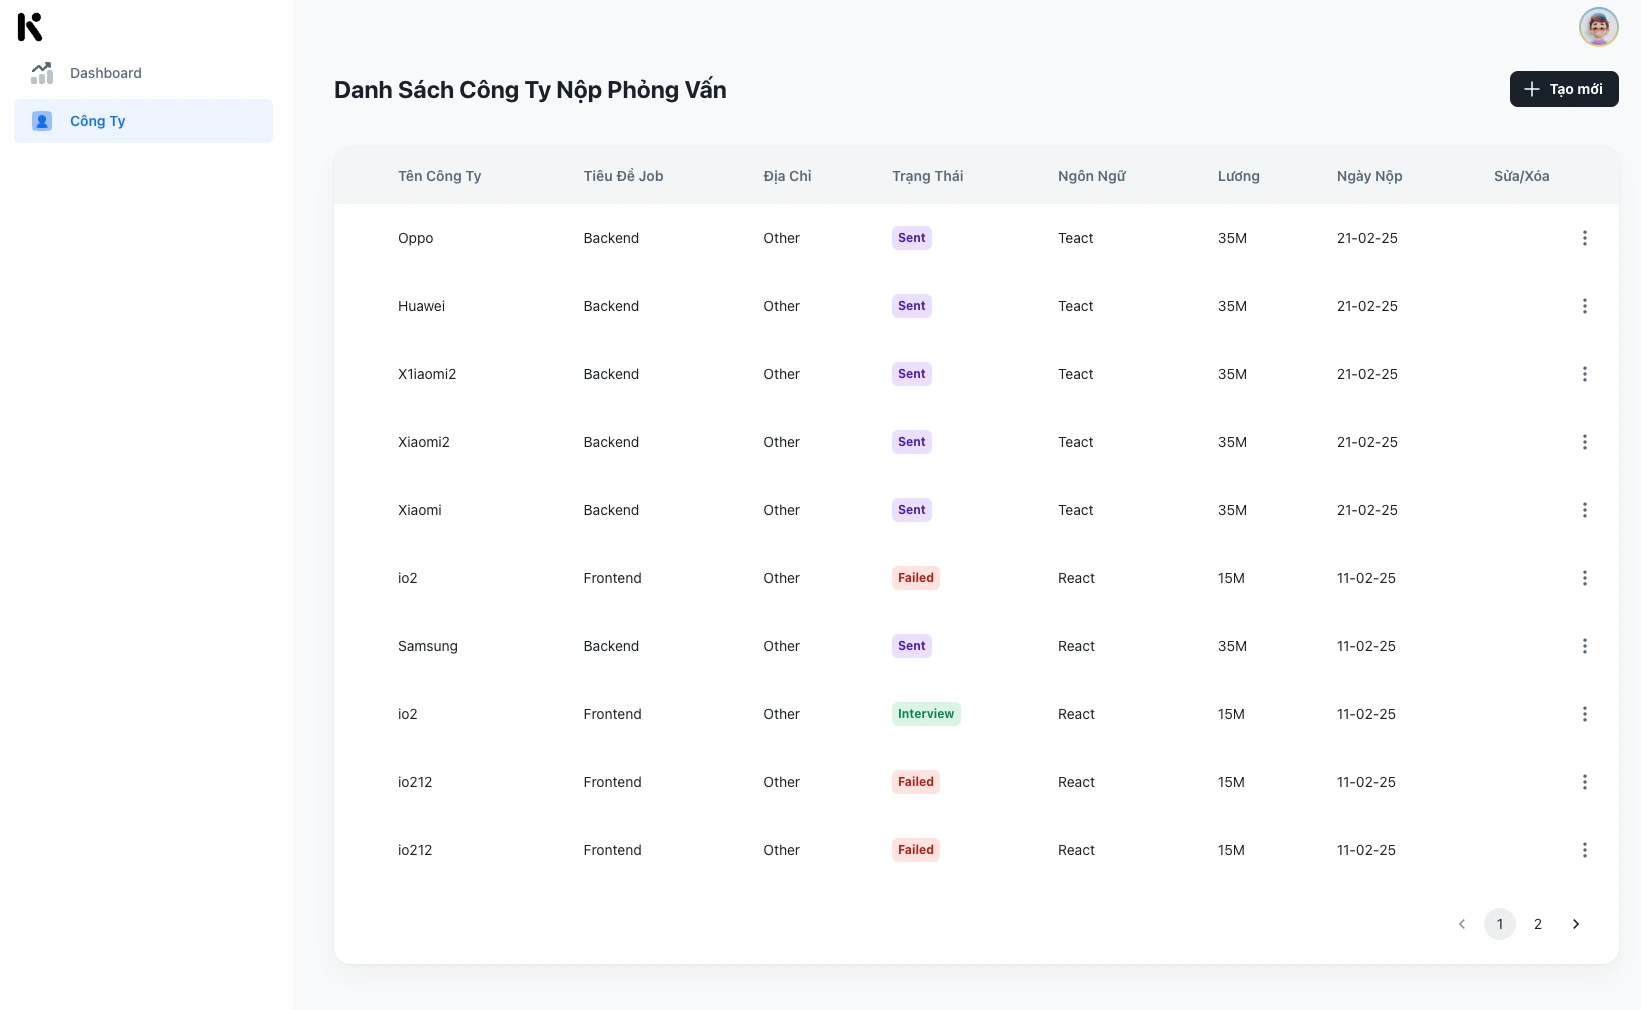 K
Dashboard
Công Ty
Danh Sách Công Ty Nộp Phỏng Vấn
Tạo mới
Tên Công Ty Tiêu Đề Job Địa Chỉ Trạng Thái Ngôn Ngữ Lương Ngày Nộp Sửa/Xóa
Oppo Backend Other Sent Teact 35M 21-02-25
Huawei Backend Other Sent Teact 35M 21-02-25
X1iaomi2 Backend Other Sent Teact 35M 21-02-25
Xiaomi2 Backend Other Sent Teact 35M 21-02-25
Xiaomi Backend Other Sent Teact 35M 21-02-25
io2 Frontend Other Failed React 15M 11-02-25
Samsung Backend Other Sent React 35M 11-02-25
io2 Frontend Other Interview React 15M 11-02-25
io212 Frontend Other Failed React 15M 11-02-25
io212 Frontend Other Failed React 15M 11-02-25
1 2